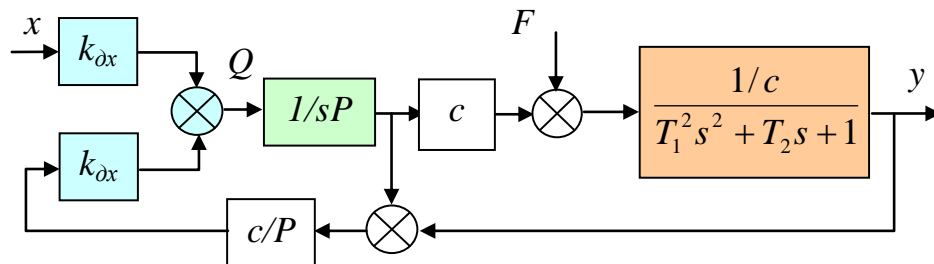 x
k∂x
Q
1/sP
c
F
1/c
T₁²s² + T₂s + 1
y
k∂x
c/P